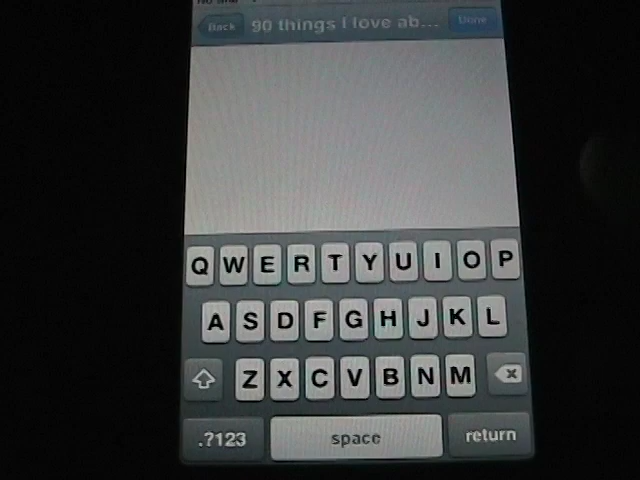 Back 90 things i love ab... Done
Q W E R T Y U I O P
A S D F G H J K L
Z X C V B N M
.?123 space return